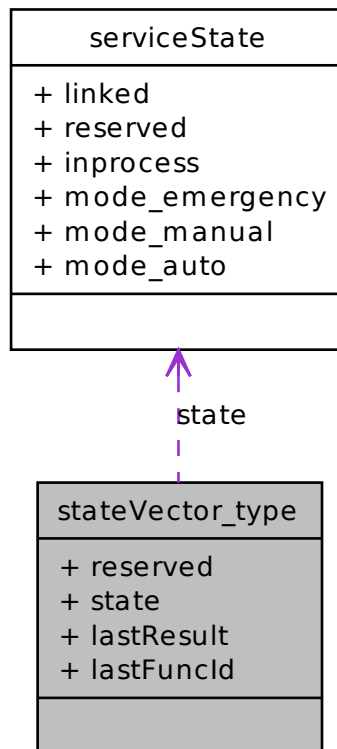 serviceState
+ linked
+ reserved
+ inprocess
+ mode_emergency
+ mode_manual
+ mode_auto
state
stateVector_type
+ reserved
+ state
+ lastResult
+ lastFuncId